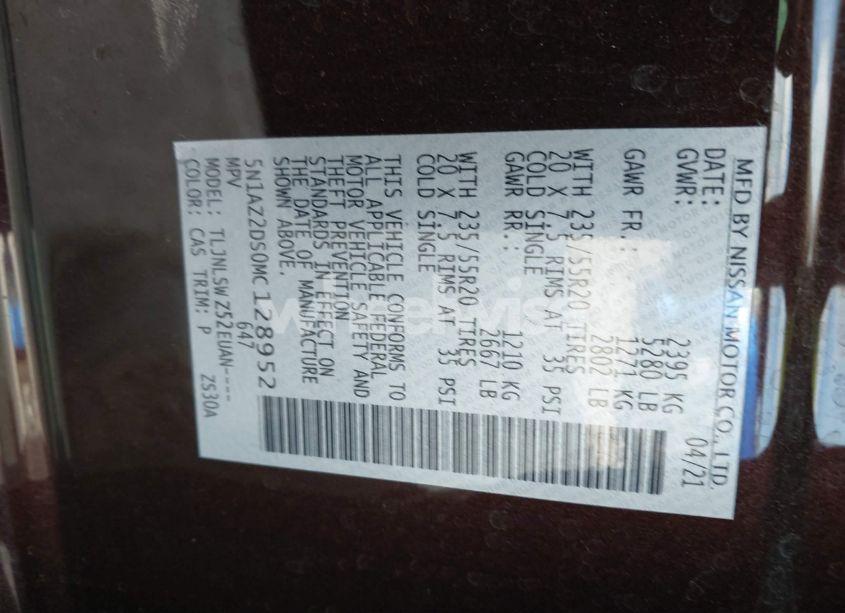 MFD BY NISSAN MOTOR CO., LTD.
DATE: 04/21
GVWR: 2395 KG
5280 LB
GAWR FR.: 1271 KG
2802 LB
WITH 235/55R20 TIRES
20 X 7.5 RIMS AT 35 PSI
COLD SINGLE
GAWR RR.: 1210 KG
2667 LB
WITH 235/55R20 TIRES
20 X 7.5 RIMS AT 35 PSI
COLD SINGLE
THIS VEHICLE CONFORMS TO
ALL APPLICABLE FEDERAL
MOTOR VEHICLE SAFETY AND
THEFT PREVENTION
STANDARDS IN EFFECT ON
THE DATE OF MANUFACTURE
SHOWN ABOVE.
5N1AZ2DS0MC128952
MPV 647
MODEL: TLJNLSWZ52EUAN----
COLOR: CAS TRIM: P Z530A